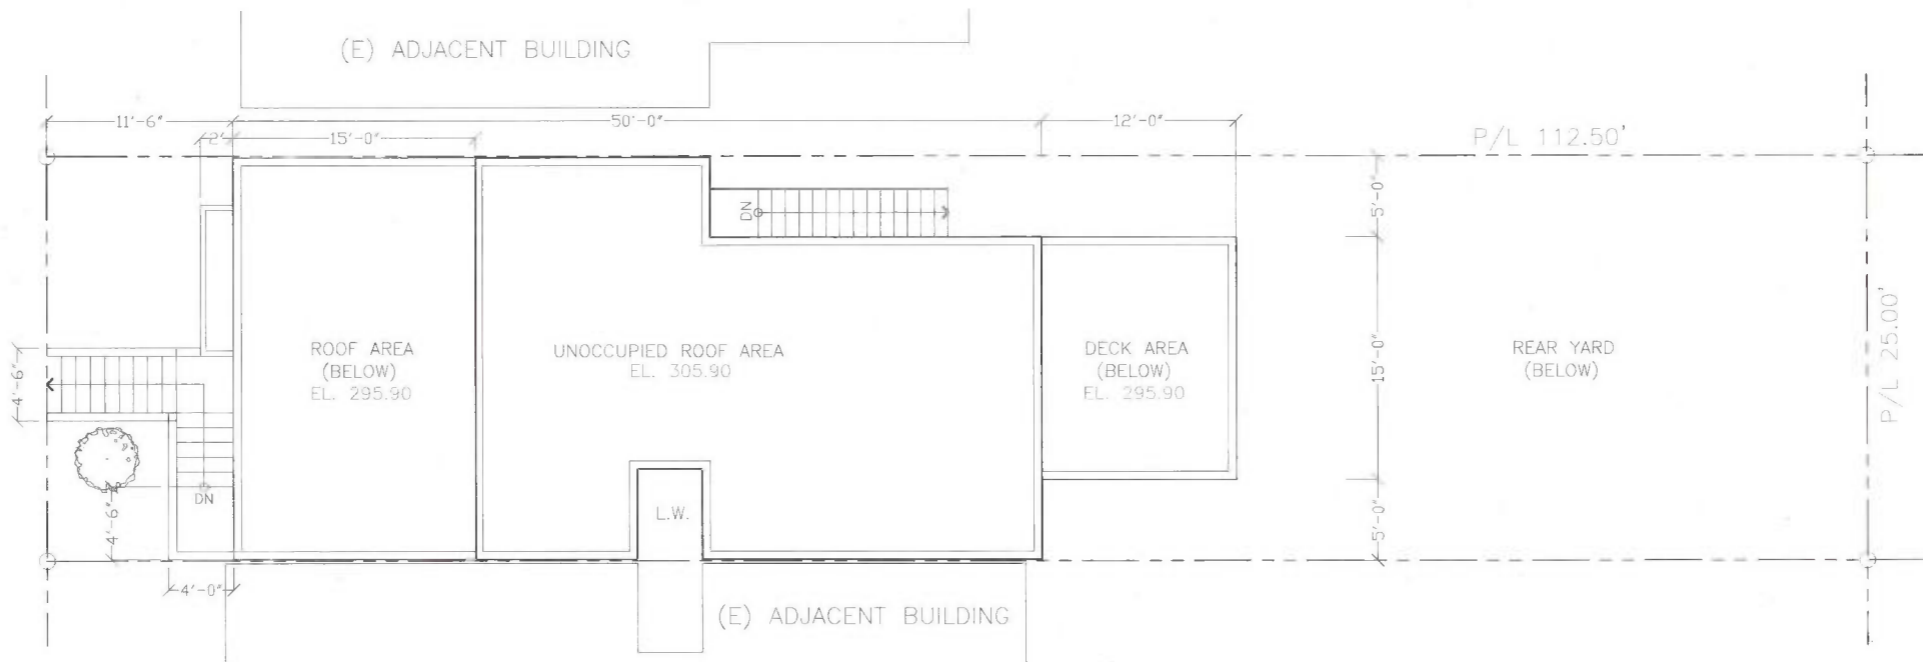 (E) ADJACENT BUILDING
11'-6"
50'-0"
12'-0"
P/L 112.50'
2'
15'-0"
5'-0"
DN
ROOF AREA
(BELOW)
EL. 295.90
UNOCCUPIED ROOF AREA
EL. 305.90
DECK AREA
(BELOW)
EL. 295.90
15'-0"
REAR YARD
(BELOW)
P/L 25.00'
4'-6"
DN
4'-6"
L.W.
5'-0"
4'-0"
(E) ADJACENT BUILDING